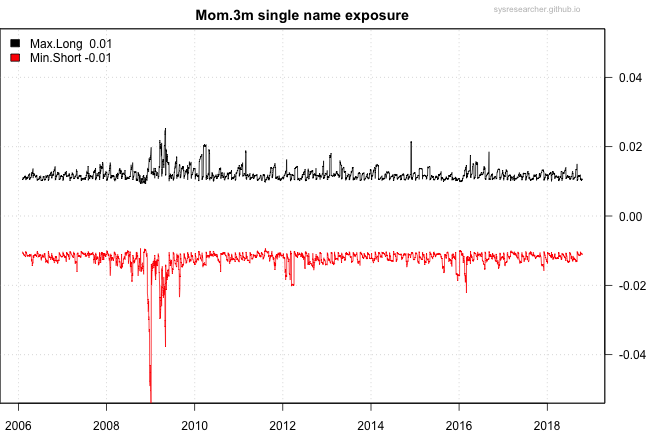 Mom.3m single name exposure
sysresearcher.github.io
Max.Long 0.01
Min.Short -0.01
0.04
0.02
0.00
-0.02
-0.04
2006 2008 2010 2012 2014 2016 2018